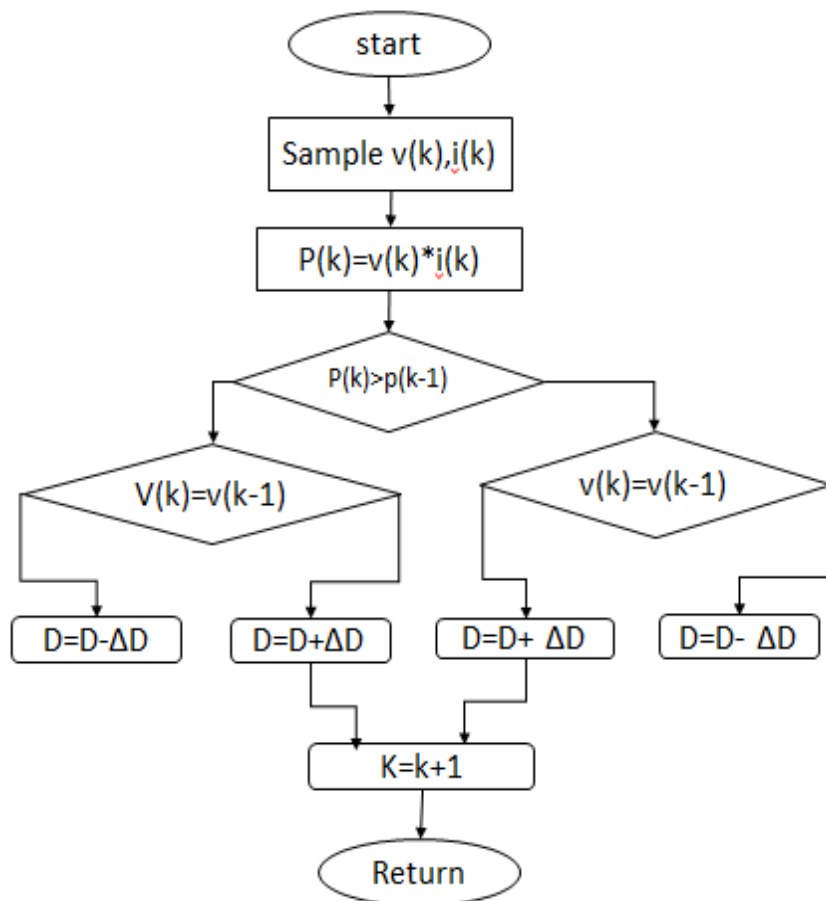 start
Sample v(k),i(k)
P(k)=v(k)*i(k)
P(k)>p(k-1)
V(k)=v(k-1)
v(k)=v(k-1)
D=D-ΔD
D=D+ΔD
D=D+ ΔD
D=D- ΔD
K=k+1
Return